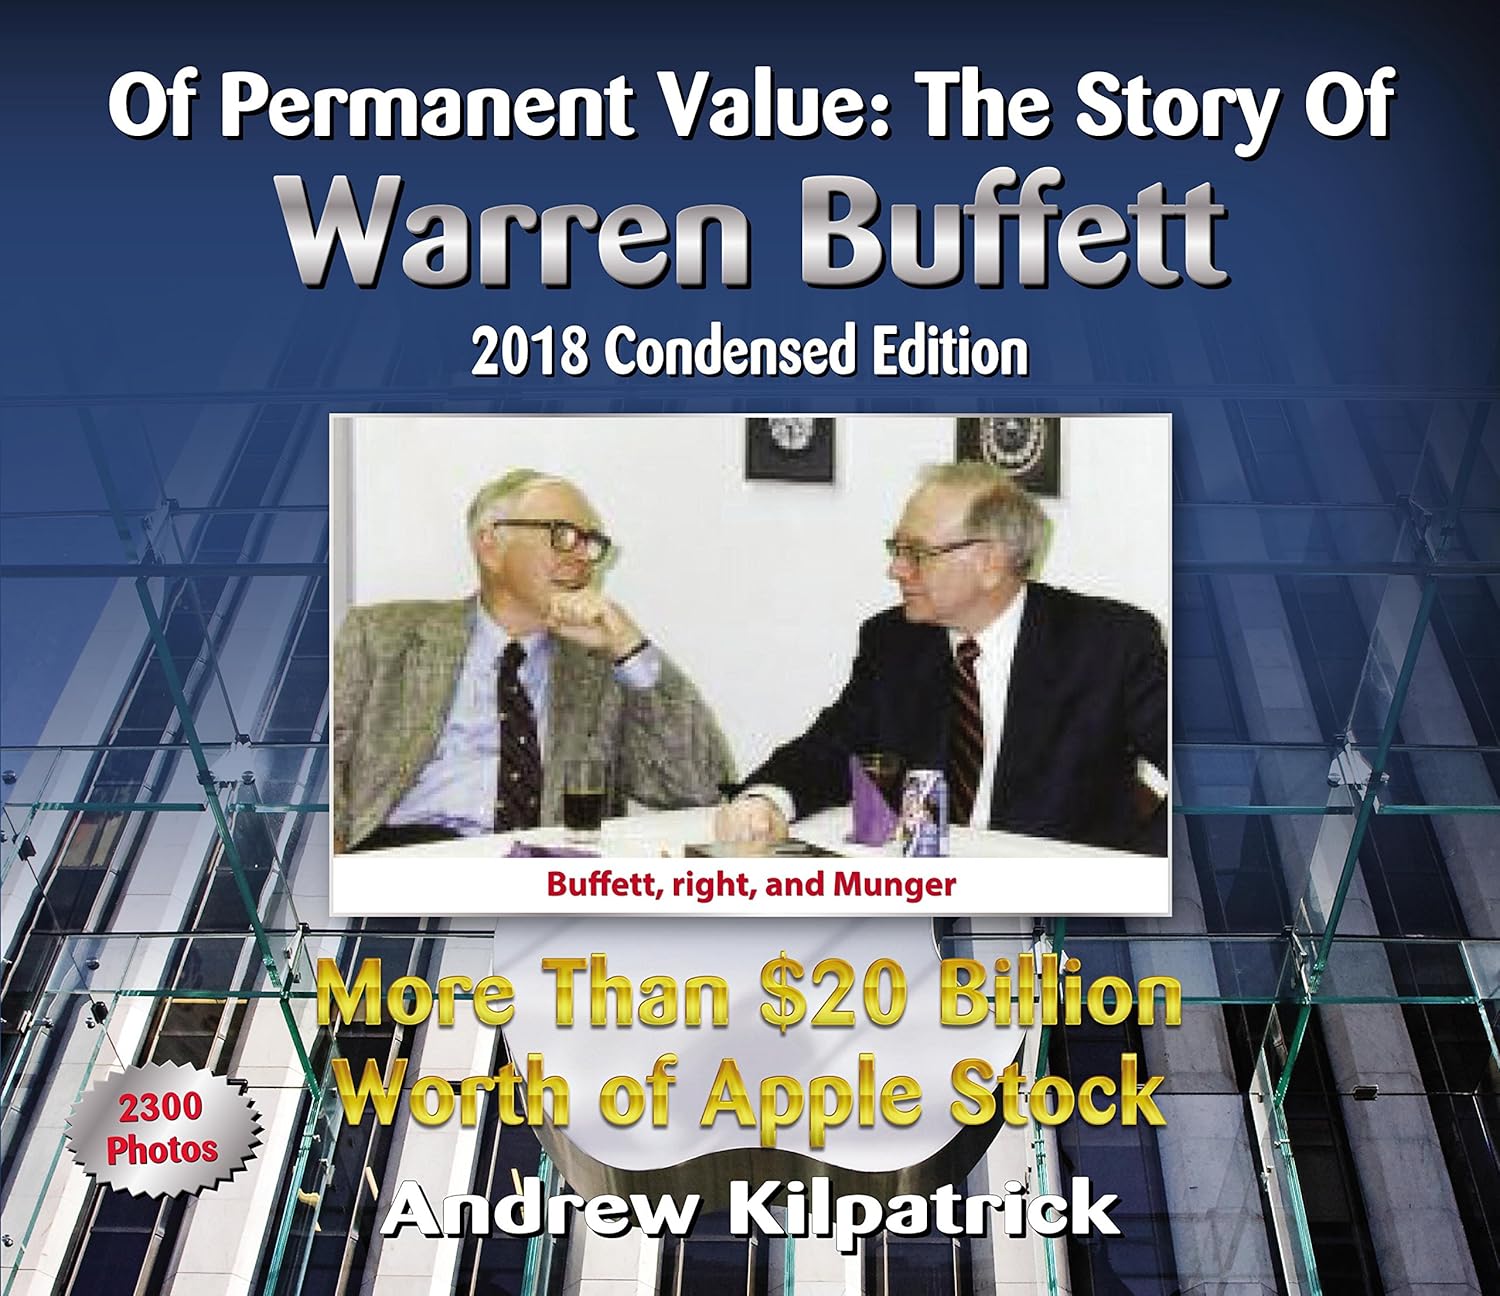 Of Permanent Value: The Story Of
Warren Buffett
2018 Condensed Edition
Buffett, right, and Munger
More Than $20 Billion
Worth of Apple Stock
2300
Photos
Andrew Kilpatrick